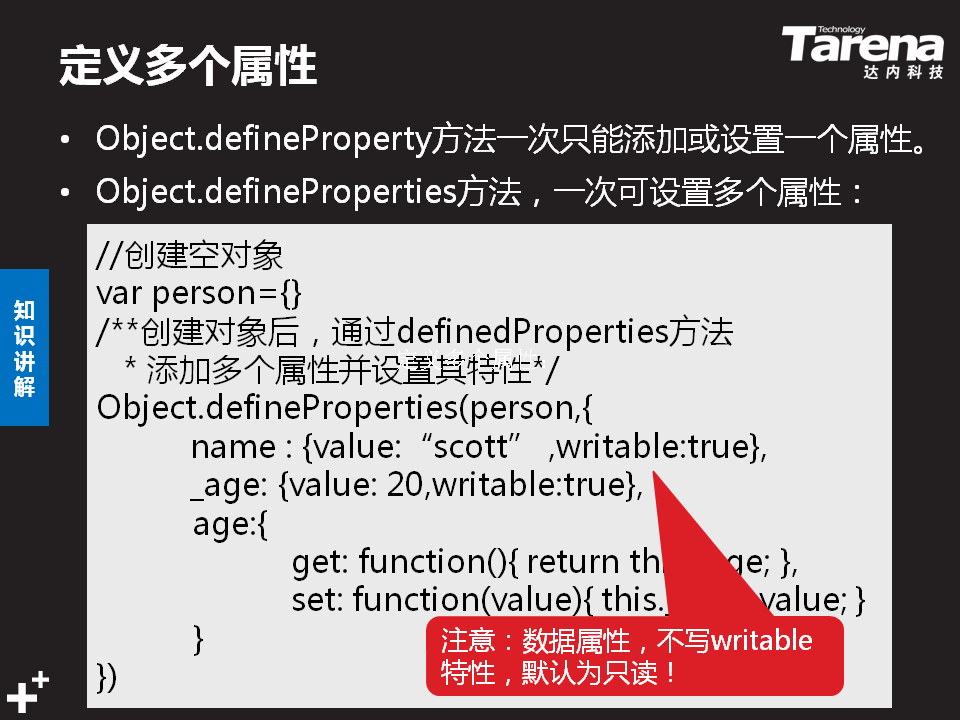 定义多个属性
Technology
Tarena
达内科技
• Object.defineProperty方法一次只能添加或设置一个属性。
• Object.defineProperties方法，一次可设置多个属性：
知识讲解
//创建空对象
var person={}
/**创建对象后，通过definedProperties方法
* 添加多个属性并设置其特性*/
定义多个属性
Object.defineProperties(person,{
name : {value:“scott” ,writable:true},
_age: {value: 20,writable:true},
age:{
get: function(){ return thi ge; },
set: function(value){ this._ value; }
}
})
注意：数据属性，不写writable
特性，默认为只读！